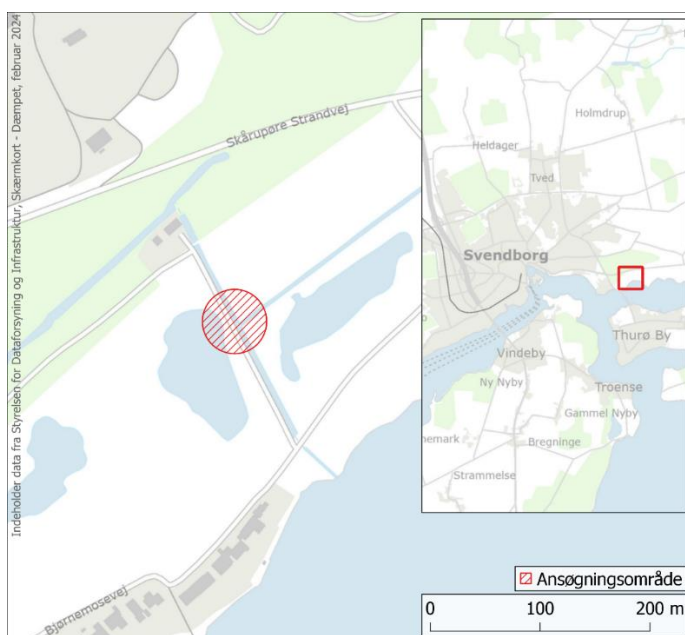 Indeholder data fra Styrelsen for Dataforsyning og Infrastruktur, Skærmkort - Dæmpet, februar 2024
Skårupøre Strandvej
Bjørnemosevej
Holmdrup
Heldager
Tved
Svendborg
Thurø By
Vindeby
Troense
Ny Nyby
Gammel Nyby
nemark
Bregninge
Strammelse
Ansøgningsområde
0 100 200 m